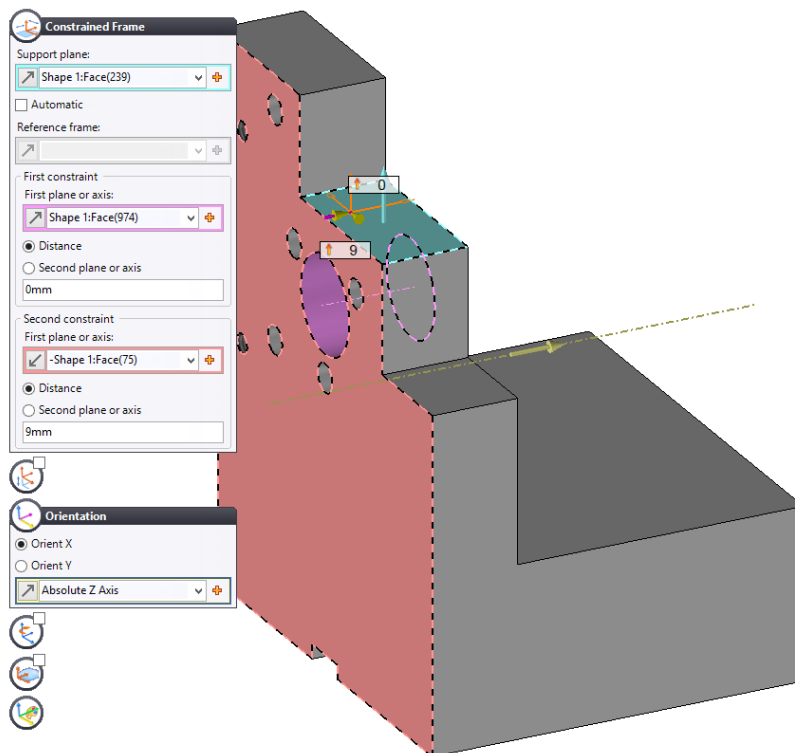 Constrained Frame
Support plane:
Shape 1:Face(239)
Automatic
Reference frame:
First constraint
First plane or axis:
Shape 1:Face(974)
Distance
Second plane or axis
0mm
Second constraint
First plane or axis:
-Shape 1:Face(75)
Distance
Second plane or axis
9mm
Orientation
Orient X
Orient Y
Absolute Z Axis
0
9